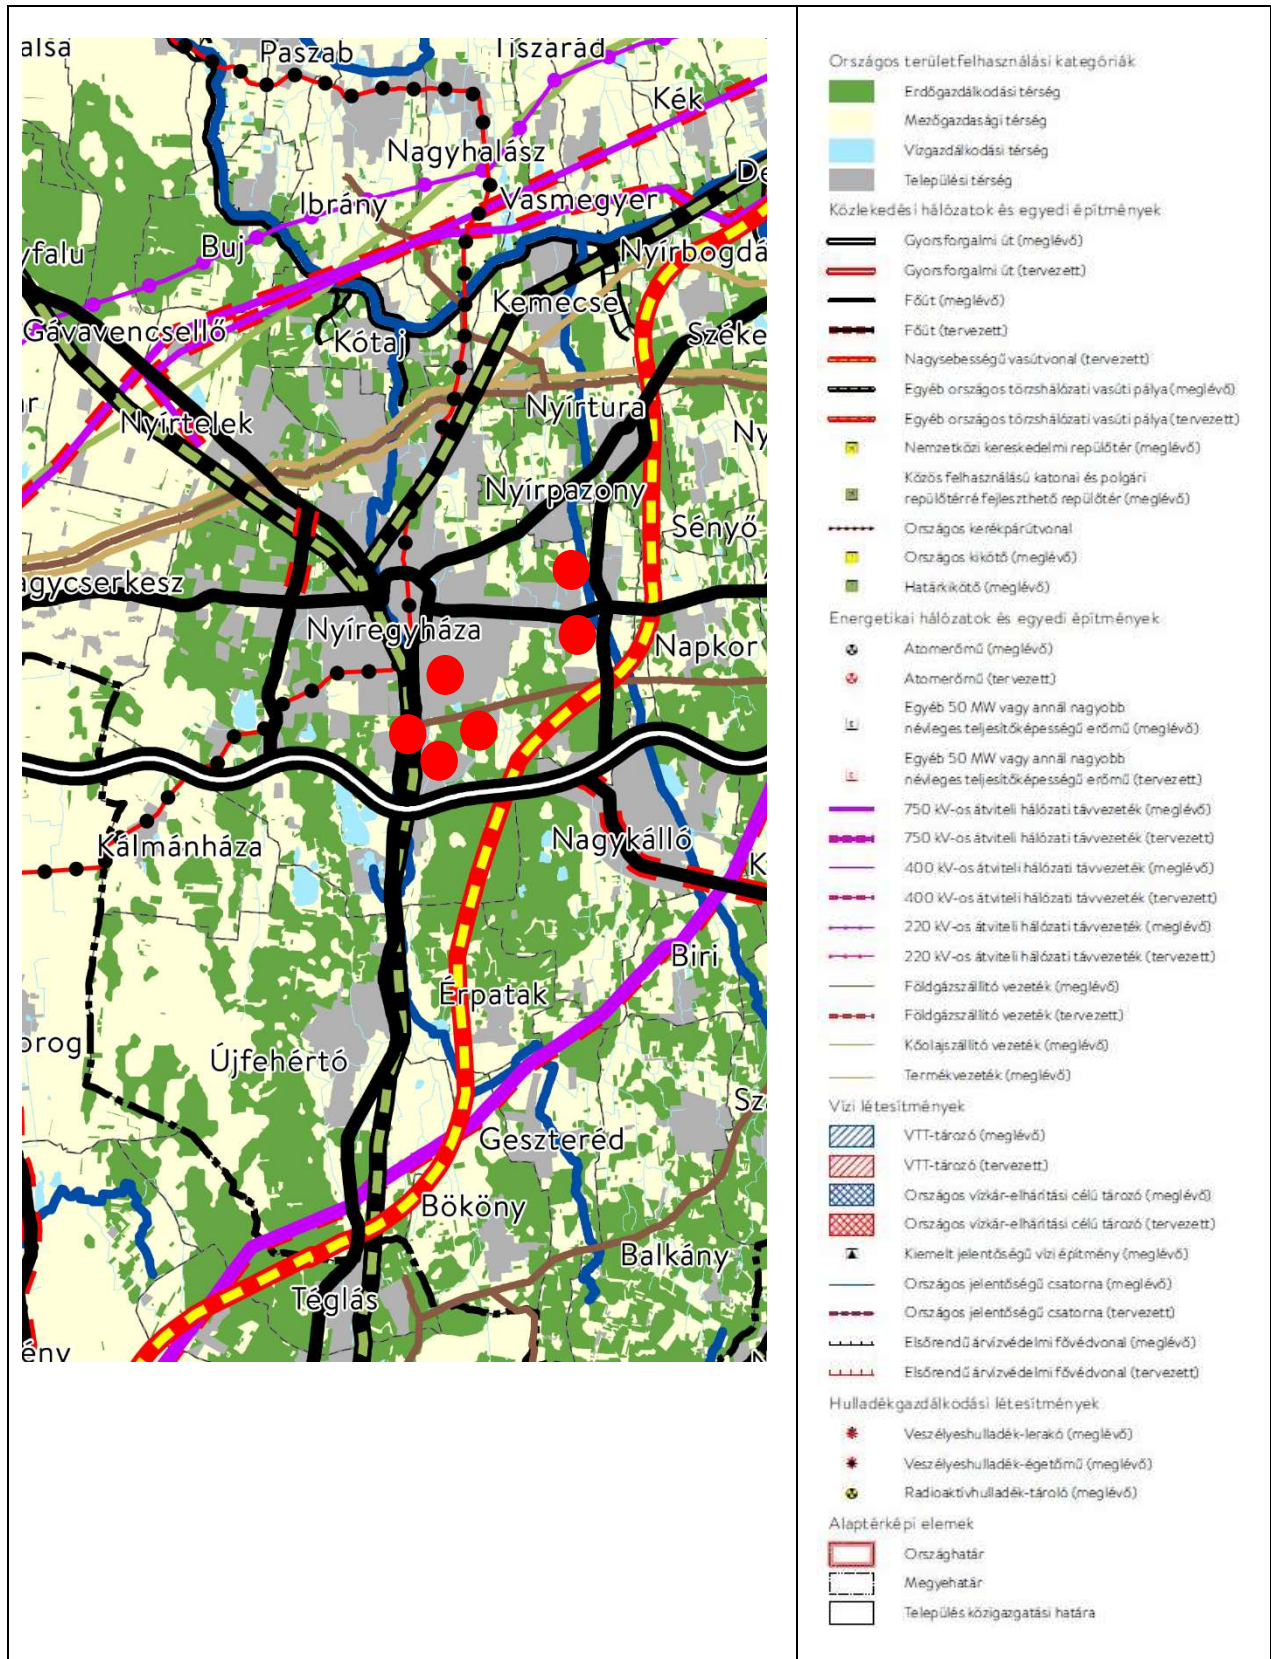 alsa
Paszab
Tiszarád
Kék
Nagyhalász
De
Ibrány
Vasmegyer
Buj
yfalu
Nyírbogdá
Kemecse
Gávavencsellő
Kótaj
Széke
ar
Nyírtura
Nyírtelek
Ny
Nyírpazony
Sényő
agycserkesz
Nyíregyháza
Napkor
Kálmánháza
Nagykálló
K
Biri
Érpatak
orog
Újfehértó
Sz
Geszteréd
Bököny
Balkány
Téglás
ény
Országos területfelhasználási kategóriák
Erdőgazdálkodási térség
Mezőgazdasági térség
Vízgazdálkodási térség
Települési térség
Közlekedési hálózatok és egyedi építmények
Gyorsforgalmi út (meglévő)
Gyorsforgalmi út (tervezett)
Főút (meglévő)
Főút (tervezett)
Nagysebességű vasútvonal (tervezett)
Egyéb országos törzshálózati vasúti pálya (meglévő)
Egyéb országos törzshálózati vasúti pálya (tervezett)
Nemzetközi kereskedelmi repülőtér (meglévő)
Közös felhasználású katonai és polgári
repülőtérré fejleszthető repülőtér (meglévő)
Országos kerékpárútvonal
Országos kikötő (meglévő)
Határkikötő (meglévő)
Energetikai hálózatok és egyedi építmények
Atomerőmű (meglévő)
Atomerőmű (tervezett)
Egyéb 50 MW vagy annál nagyobb
névleges teljesítőképességű erőmű (meglévő)
Egyéb 50 MW vagy annál nagyobb
névleges teljesítőképességű erőmű (tervezett)
750 kV-os átviteli hálózati távvezeték (meglévő)
750 kV-os átviteli hálózati távvezeték (tervezett)
400 kV-os átviteli hálózati távvezeték (meglévő)
400 kV-os átviteli hálózati távvezeték (tervezett)
220 kV-os átviteli hálózati távvezeték (meglévő)
220 kV-os átviteli hálózati távvezeték (tervezett)
Földgázszállító vezeték (meglévő)
Földgázszállító vezeték (tervezett)
Kőolajszállító vezeték (meglévő)
Termékvezeték (meglévő)
Vízi létesítmények
VTT-tározó (meglévő)
VTT-tározó (tervezett)
Országos vízkár-elhárítási célú tározó (meglévő)
Országos vízkár-elhárítási célú tározó (tervezett)
Kiemelt jelentőségű vízi építmény (meglévő)
Országos jelentőségű csatorna (meglévő)
Országos jelentőségű csatorna (tervezett)
Elsőrendű árvízvédelmi fővédvonal (meglévő)
Elsőrendű árvízvédelmi fővédvonal (tervezett)
Hulladékgazdálkodási létesítmények
Veszélyeshulladék-lerakó (meglévő)
Veszélyeshulladék-égetőmű (meglévő)
Radioaktívhulladék-tároló (meglévő)
Alaptérképi elemek
Országhatár
Megyehatár
Település közigazgatási határa